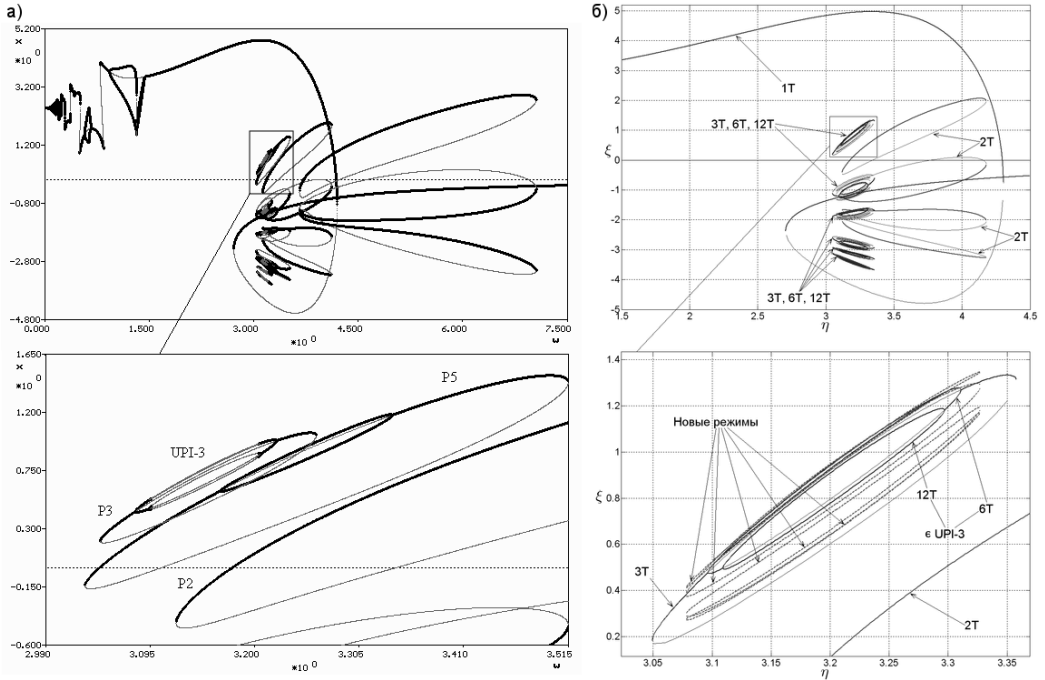 а)
5.200
x
0
*10
3.200
1.200
-0.800
-2.800
-4.800
0.000
1.500
3.000
4.500
6.000
7.500
*10 0
ω
1.650
x
0
*10
1.200
0.750
0.300
-0.150
-0.600
P5
UPI-3
P3
P2
2.990
3.095
3.200
3.305
3.410
3.515
*10 0
ω
б)
5
4
3
2
1
ξ
0
-1
-2
-3
-4
-5
1T
3T, 6T, 12T
2T
2T
3T, 6T, 12T
1.5
2
2.5
3
3.5
4
4.5
η
1.4
1.2
1
ξ
0.8
0.6
0.4
0.2
Новые режимы
12T
6T
ϵ UPI-3
3T
2T
3.05
3.1
3.15
3.2
3.25
3.3
3.35
η